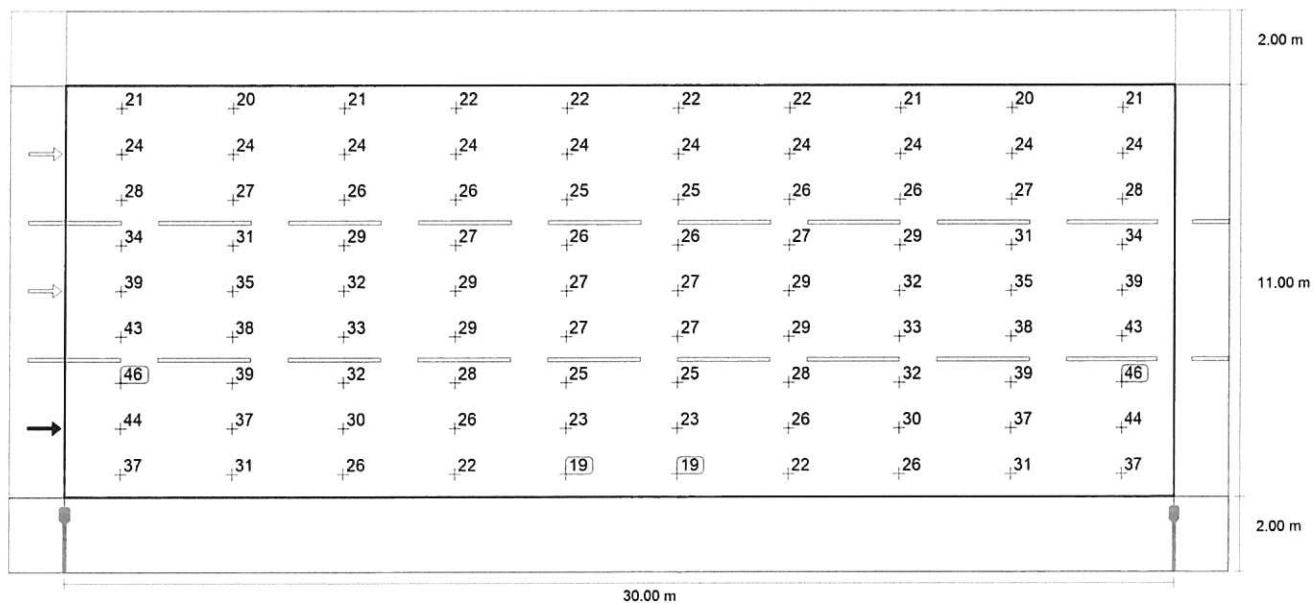 2.00 m
21 20 21 22 22 22 22 21 20 21
24 24 24 24 24 24 24 24 24 24
28 27 26 26 25 25 26 26 27 28
34 31 29 27 26 26 27 29 31 34
39 35 32 29 27 27 29 32 35 39
11.00 m
43 38 33 29 27 27 29 33 38 43
46 39 32 28 25 25 28 32 39 46
44 37 30 26 23 23 26 30 37 44
37 31 26 22 19 19 22 26 31 37
2.00 m
30.00 m